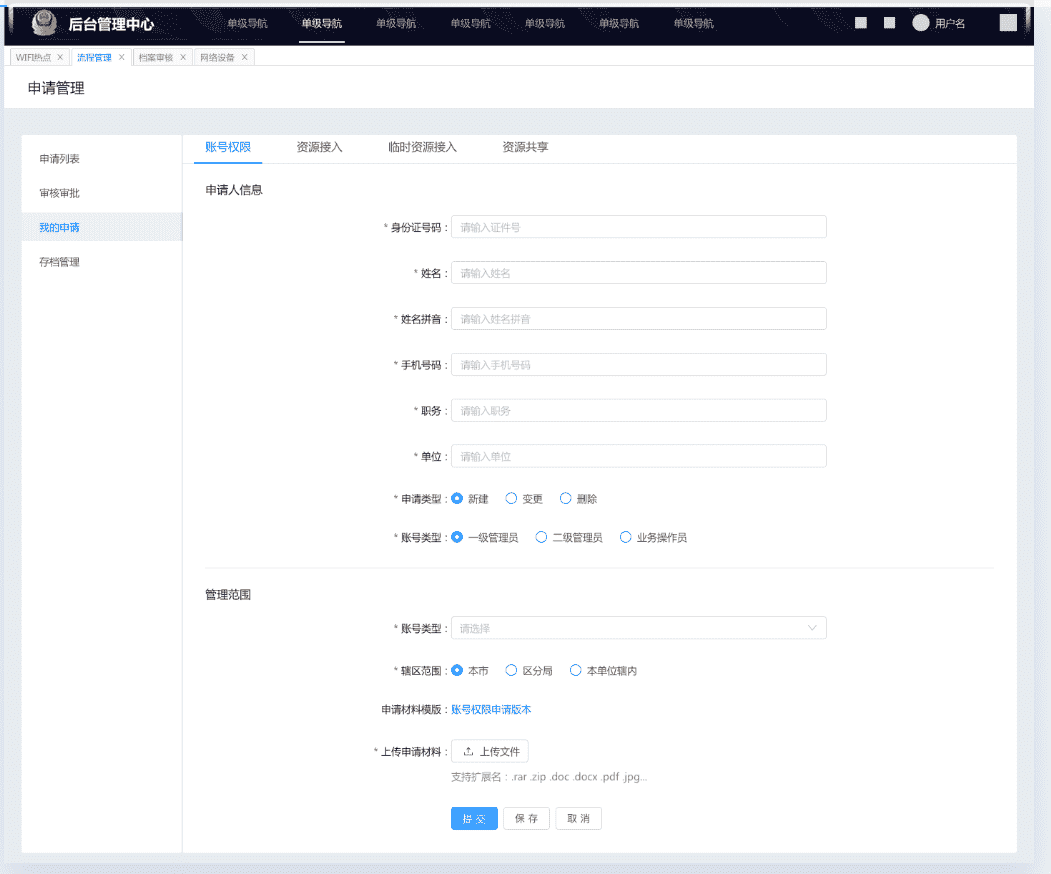 后台管理中心 单级导航 单级导航 单级导航 单级导航 单级导航 单级导航 单级导航 用户名
WIFI热点 × 流程管理 × 档案审核 × 网络设备 ×
申请管理
申请列表
审核审批
我的申请
存档管理
账号权限 资源接入 临时资源接入 资源共享
申请人信息
* 身份证号码 : 请输入证件号
* 姓名 : 请输入姓名
* 姓名拼音 : 请输入姓名拼音
* 手机号码 : 请输入手机号码
* 职务 : 请输入职务
* 单位 : 请输入单位
* 申请类型 : 新建 变更 删除
* 账号类型 : 一级管理员 二级管理员 业务操作员
管理范围
* 账号类型 : 请选择
* 辖区范围 : 本市 区分局 本单位辖内
申请材料模版 : 账号权限申请版本
* 上传申请材料 : 上传文件
支持扩展名：.rar .zip .doc .docx .pdf .jpg...
提 交 保 存 取 消